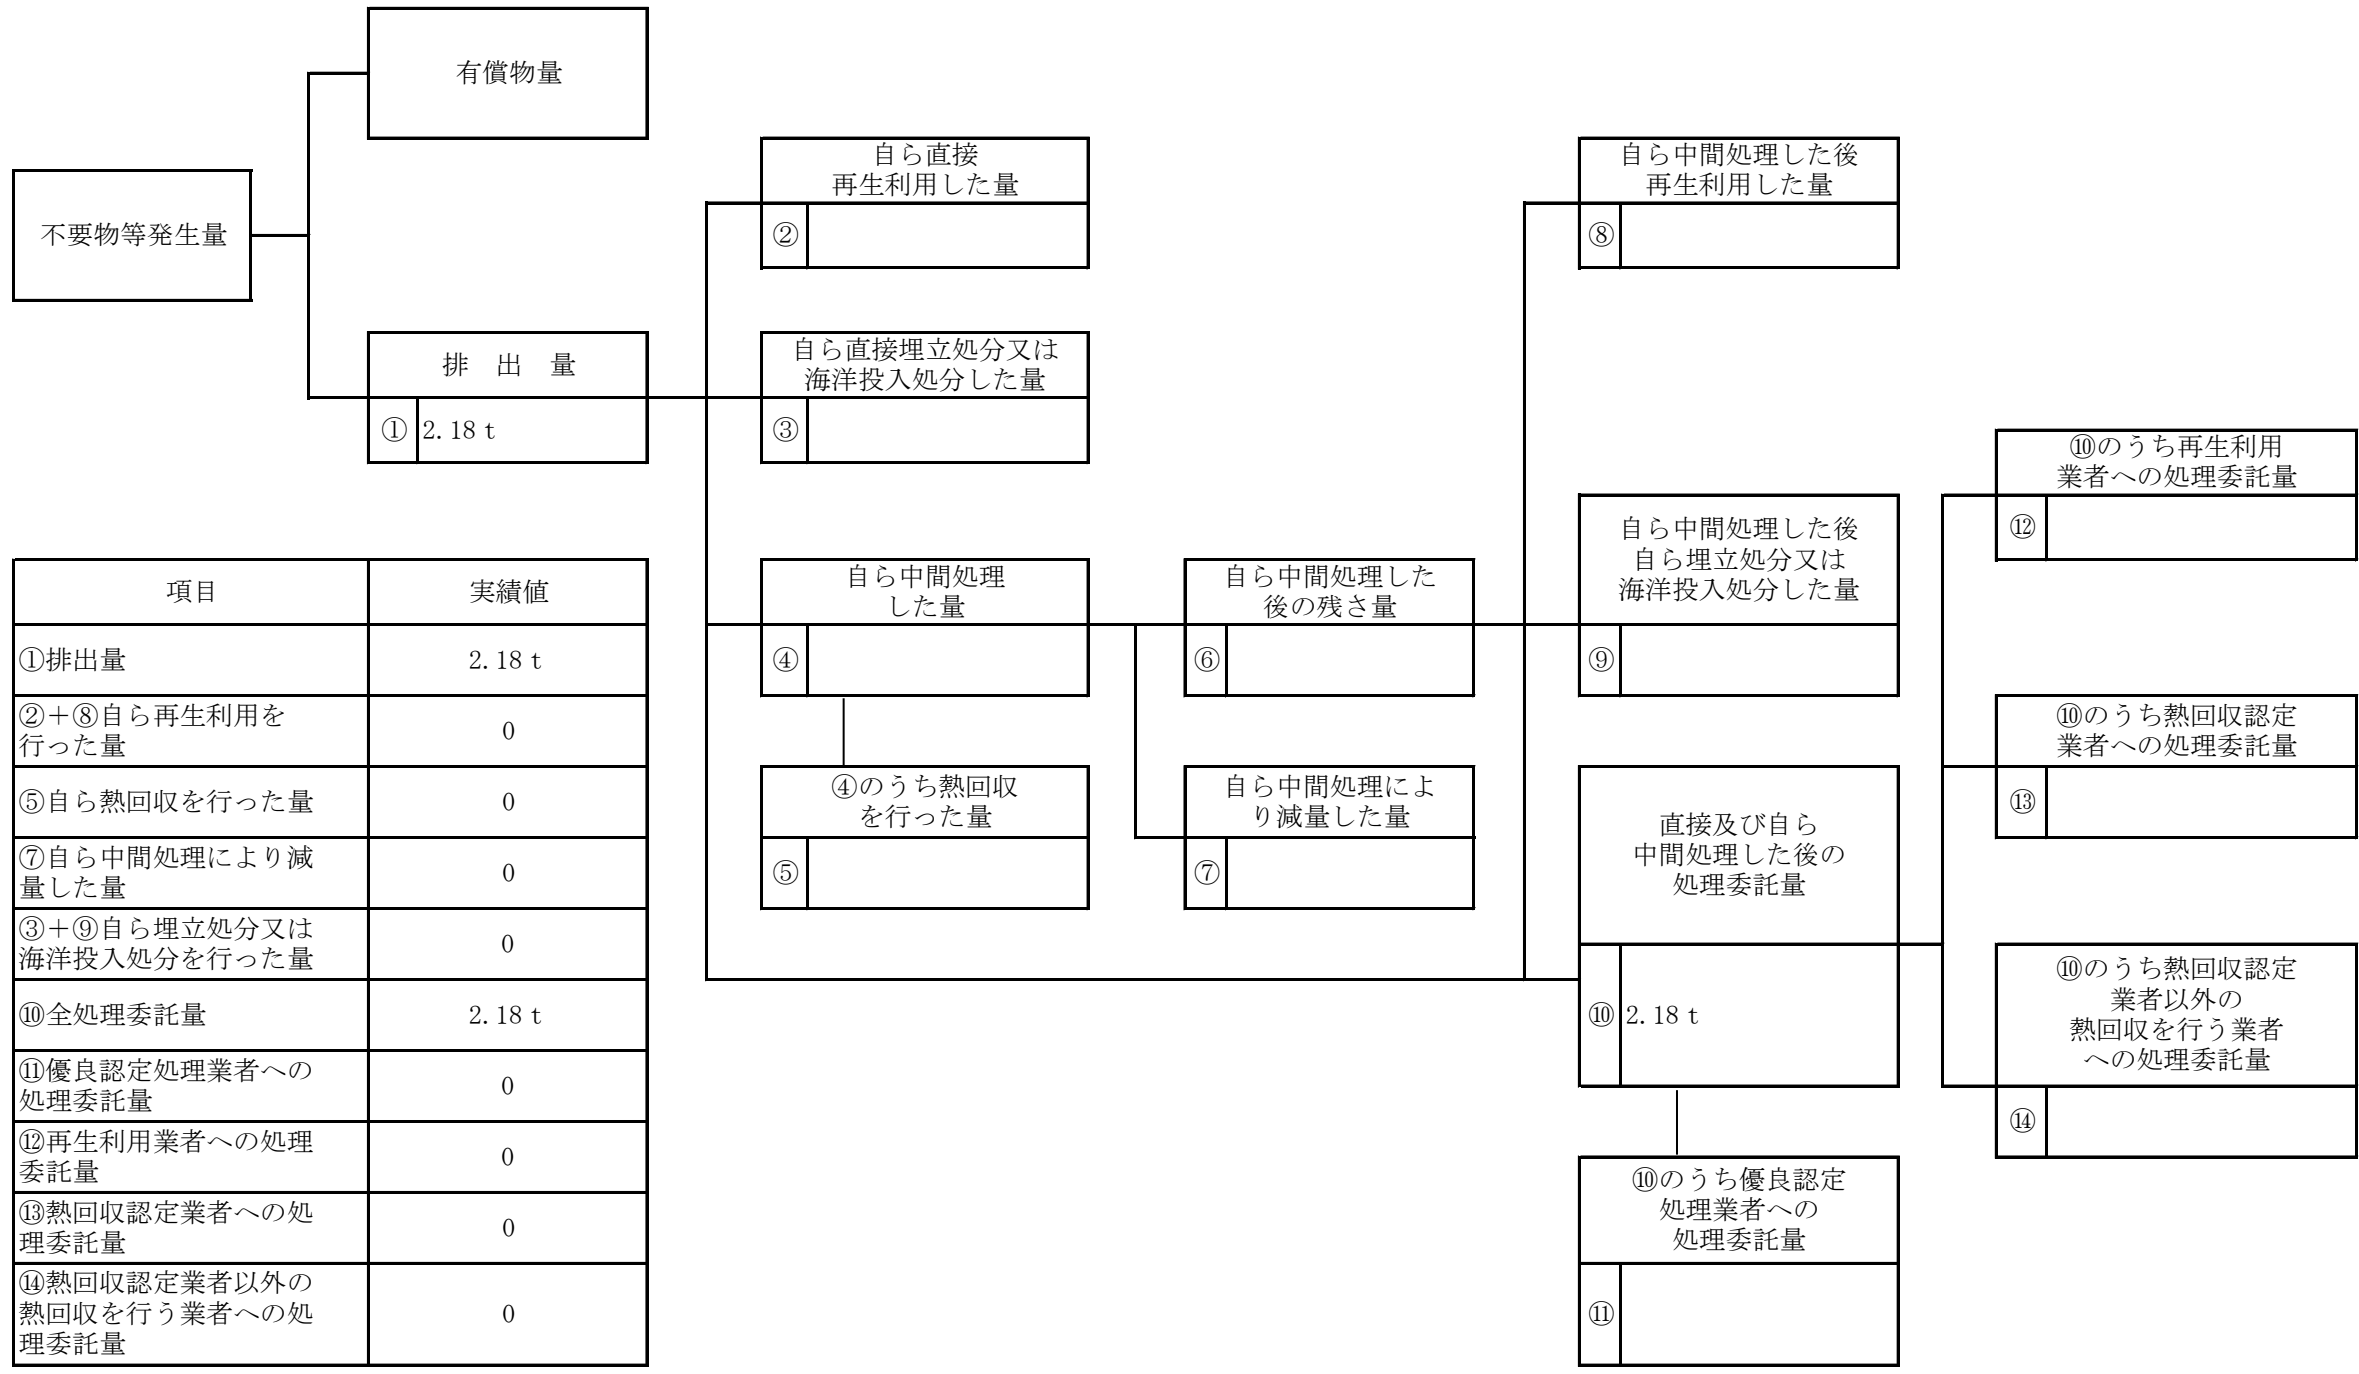 有償物量
不要物等発生量
排　出　量
①
2.18 t
自ら直接
再生利用した量
②
自ら直接埋立処分又は
海洋投入処分した量
③
自ら中間処理
した量
④
④のうち熱回収
を行った量
⑤
自ら中間処理した
後の残さ量
⑥
自ら中間処理によ
り減量した量
⑦
自ら中間処理した後
再生利用した量
⑧
自ら中間処理した後
自ら埋立処分又は
海洋投入処分した量
⑨
直接及び自ら
中間処理した後の
処理委託量
⑩
2.18 t
⑩のうち優良認定
処理業者への
処理委託量
⑪
⑩のうち再生利用
業者への処理委託量
⑫
⑩のうち熱回収認定
業者への処理委託量
⑬
⑩のうち熱回収認定
業者以外の
熱回収を行う業者
への処理委託量
⑭
項目
実績値
①排出量
2.18 t
②＋⑧自ら再生利用を
行った量
0
⑤自ら熱回収を行った量
0
⑦自ら中間処理により減
量した量
0
③＋⑨自ら埋立処分又は
海洋投入処分を行った量
0
⑩全処理委託量
2.18 t
⑪優良認定処理業者への
処理委託量
0
⑫再生利用業者への処理
委託量
0
⑬熱回収認定業者への処
理委託量
0
⑭熱回収認定業者以外の
熱回収を行う業者への処
理委託量
0